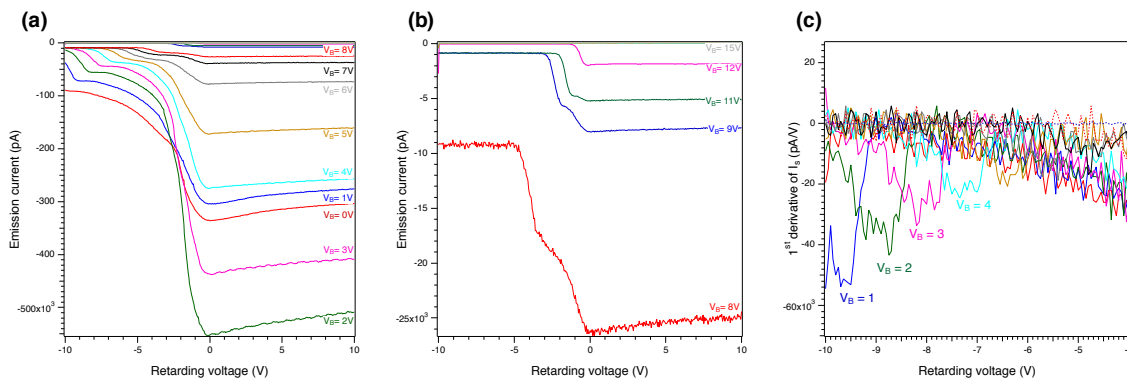 (a)
(b)
(c)
0
-100
-200
-300
-400
-500x10³
Emission current (pA)
V_B= 8V
V_B= 7V
V_B= 6V
V_B= 5V
V_B= 4V
V_B= 1V
V_B= 0V
V_B= 3V
V_B= 2V
-10
-5
0
5
10
Retarding voltage (V)
0
-5
-10
-15
-20
-25x10³
Emission current (pA)
V_B= 15V
V_B= 12V
V_B= 11V
V_B= 9V
V_B= 8V
-10
-5
0
5
10
Retarding voltage (V)
20
0
-20
-40
-60x10³
1ˢᵗ derivative of I_s (pA/V)
V_B = 4
V_B = 3
V_B = 2
V_B = 1
-10
-9
-8
-7
-6
-5
Retarding voltage (V)